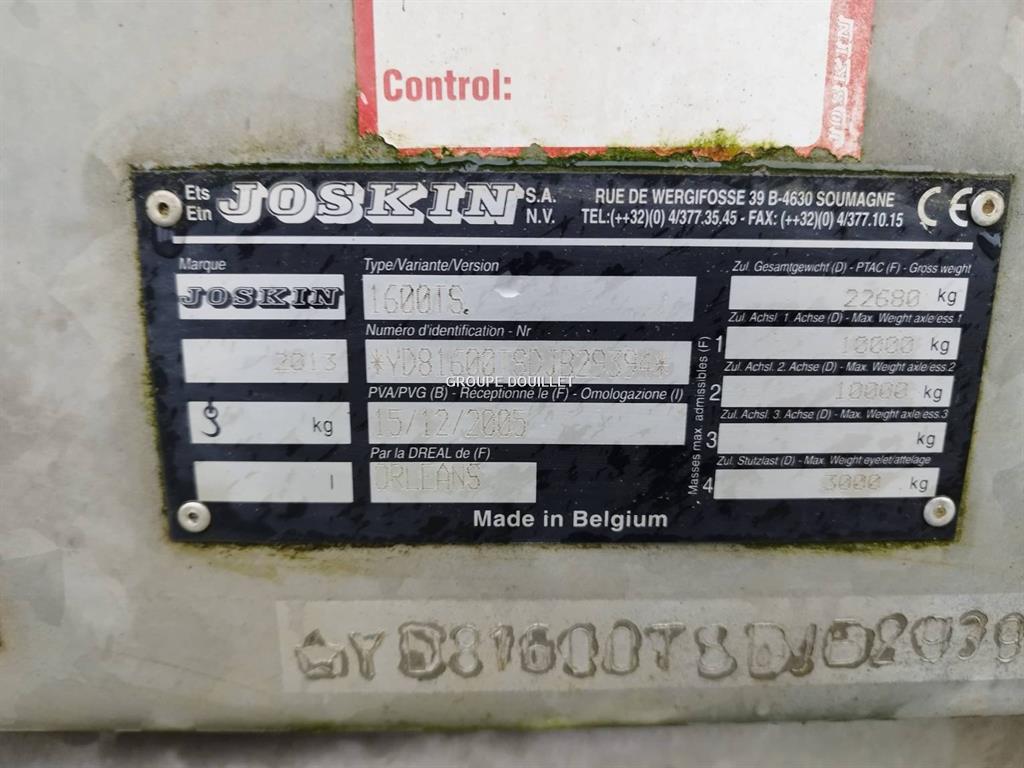 JOSKIN
Control:
Ets Etn JOSKIN S.A. N.V.
RUE DE WERGIFOSSE 39 B-4630 SOUMAGNE
TEL:(++32)(0) 4/377.35.45 - FAX: (++32)(0) 4/377.10.15
CE
Marque
JOSKIN
2013
kg
l
Type/Variante/Version
1600TS
Numéro d'identification - Nr
GROUPE DOUILLET
PVA/PVG (B) - Réceptionné le (F) - Omologazione (I)
15/12/2005
Par la DREAL de (F)
ORLEANS
Masses max. admissibles (F)
Zul. Gesamtgewicht (D) - PTAC (F) - Gross weight
22680 kg
Zul. Achsl. 1. Achse (D) - Max. Weight axle/ess 1
1 10000 kg
Zul. Achsl. 2. Achse (D) - Max. Weight axle/ess.2
2 10000 kg
Zul. Achsl. 3. Achse (D) - Max. Weight axle/ess.3
3 kg
Zul. Stutzlast (D) - Max. Weight eyelet/attelage
4 3000 kg
Made in Belgium